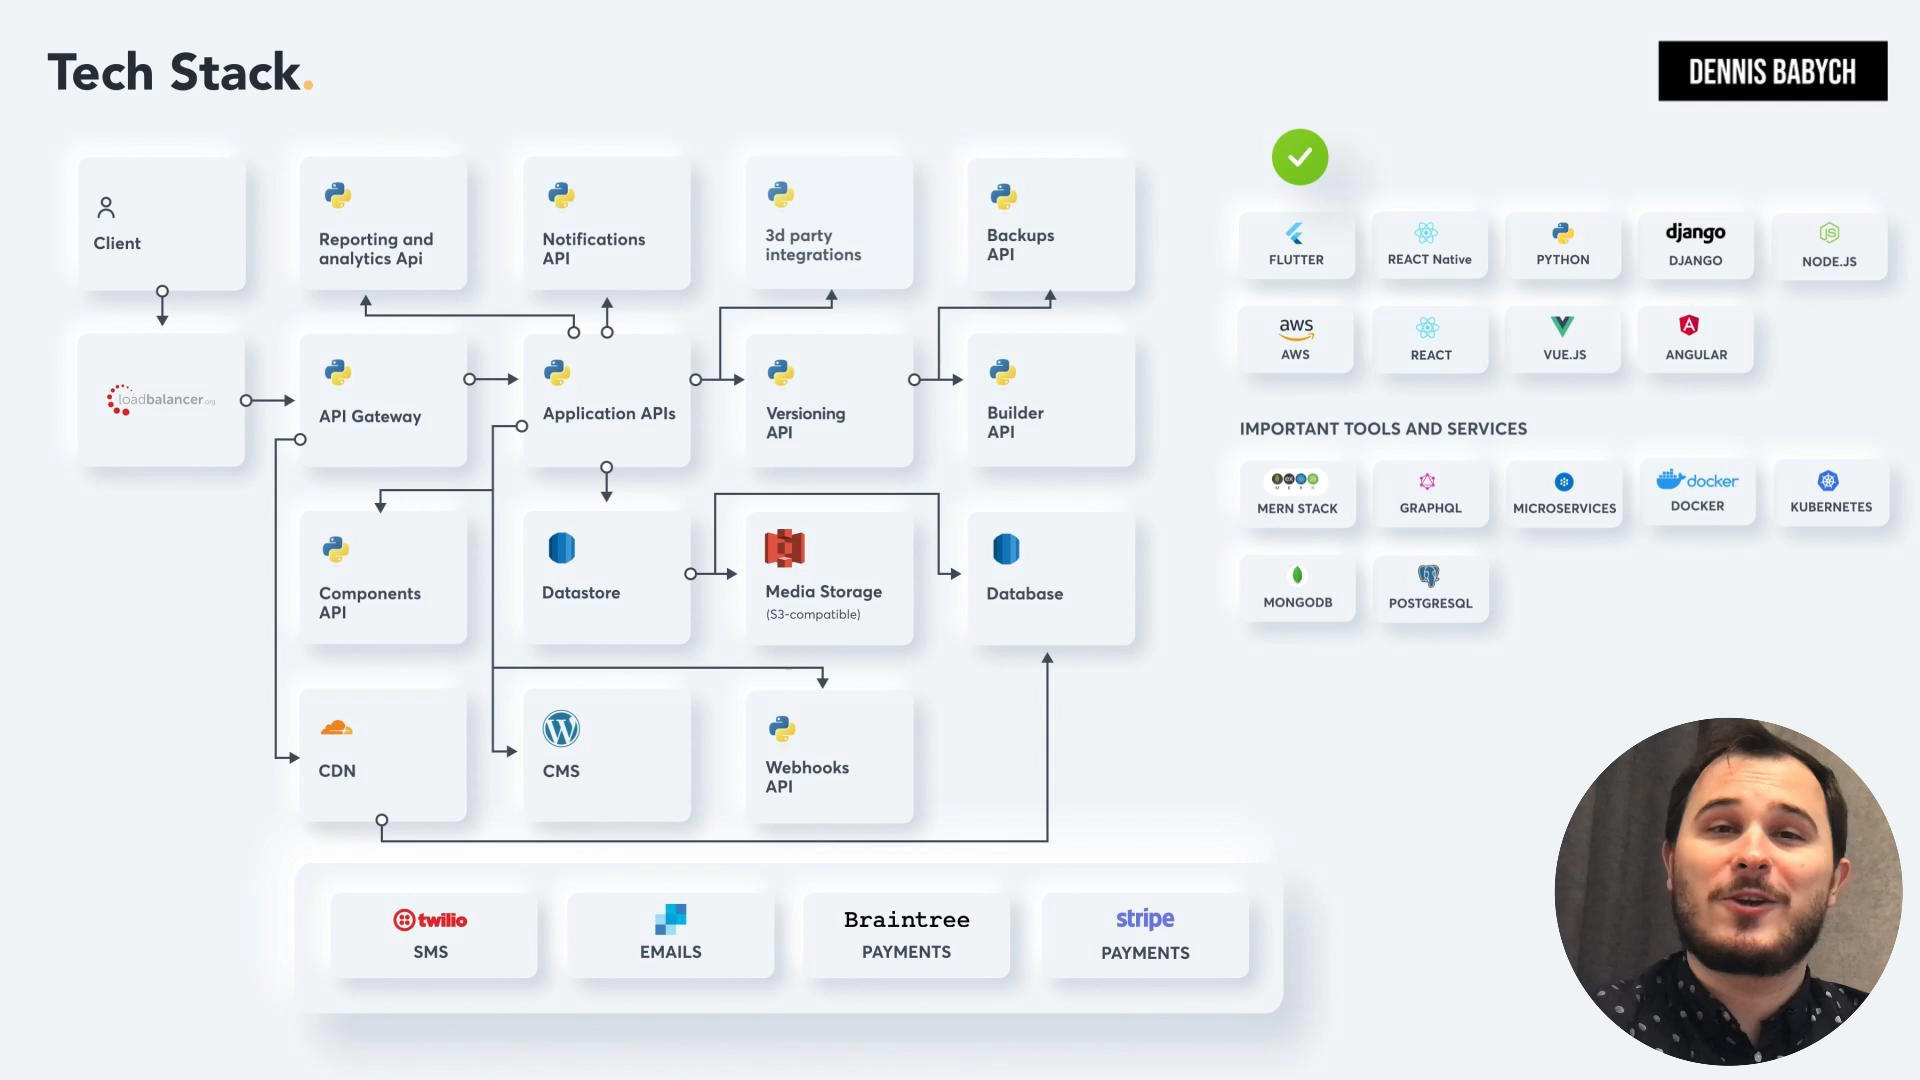 Tech Stack.
DENNIS BABYCH
Client
Reporting and
analytics Api
Notifications
API
3d party
integrations
Backups
API
loadbalancer.org
API Gateway
Application APIs
Versioning
API
Builder
API
Components
API
Datastore
Media Storage
(S3-compatible)
Database
CDN
CMS
Webhooks
API
twilio
SMS
EMAILS
Braintree
PAYMENTS
stripe
PAYMENTS
FLUTTER
REACT Native
PYTHON
django
DJANGO
JS
NODE.JS
aws
AWS
REACT
VUE.JS
A
ANGULAR
IMPORTANT TOOLS AND SERVICES
MERN STACK
GRAPHQL
MICROSERVICES
docker
DOCKER
KUBERNETES
MONGODB
POSTGRESQL